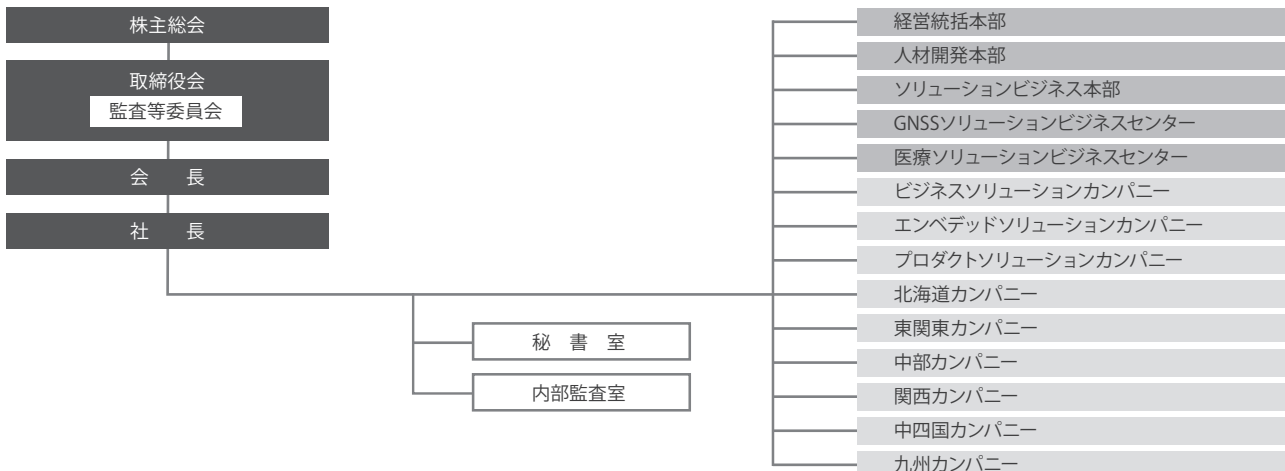 株主総会
取締役会
監査等委員会
会　　長
社　　長
秘　書　室
内部監査室
経営統括本部
人材開発本部
ソリューションビジネス本部
GNSSソリューションビジネスセンター
医療ソリューションビジネスセンター
ビジネスソリューションカンパニー
エンベデッドソリューションカンパニー
プロダクトソリューションカンパニー
北海道カンパニー
東関東カンパニー
中部カンパニー
関西カンパニー
中四国カンパニー
九州カンパニー